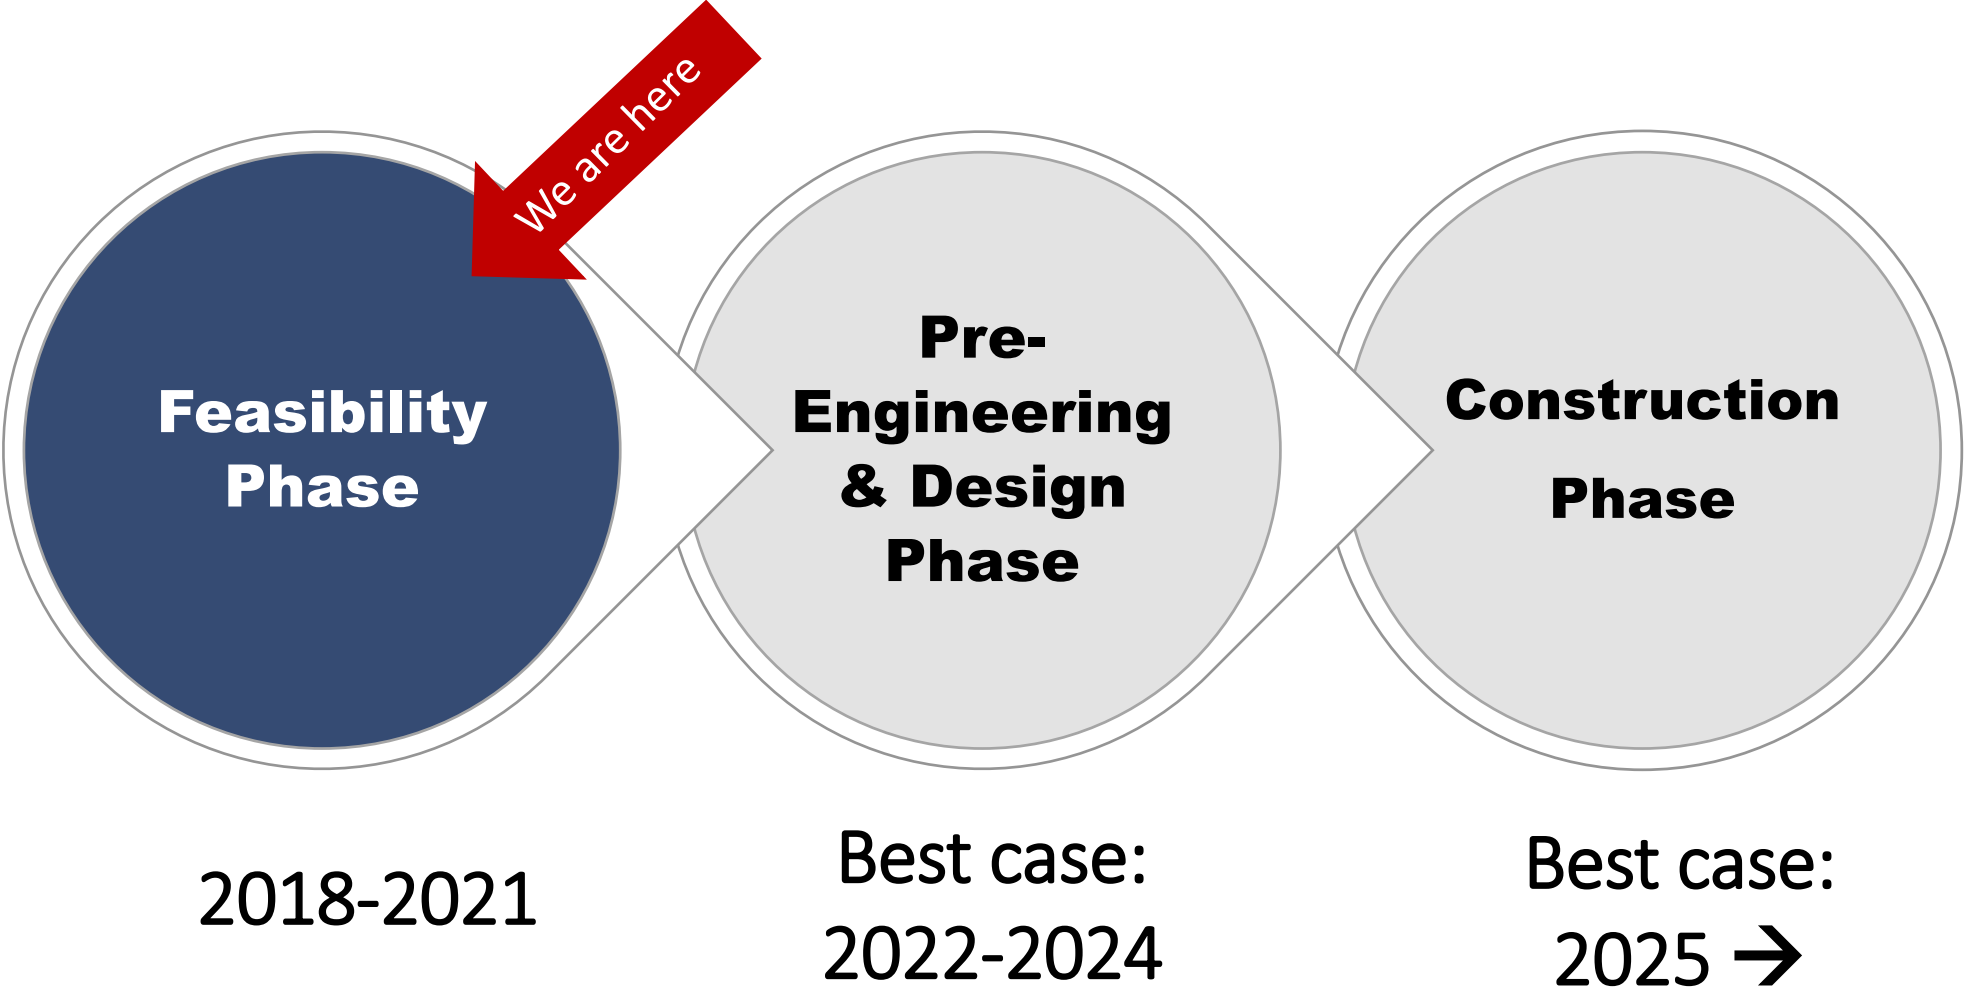 We are here
Feasibility
Phase
Pre-
Engineering
& Design
Phase
Construction
Phase
2018-2021
Best case:
2022-2024
Best case:
2025 →